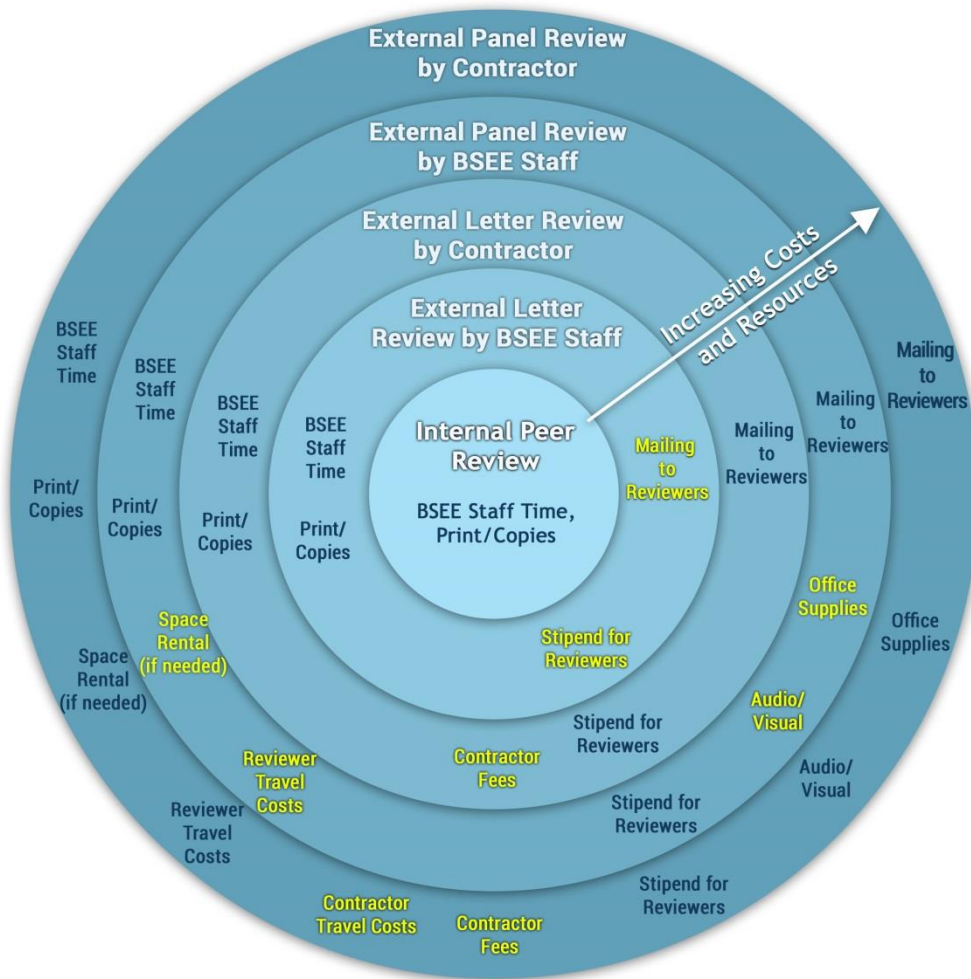 External Panel Review
by Contractor
External Panel Review
by BSEE Staff
External Letter Review
by Contractor
External Letter
Review by BSEE Staff
Internal Peer
Review
BSEE Staff Time,
Print/Copies
Increasing Costs
and Resources
BSEE
Staff
Time
BSEE
Staff
Time
BSEE
Staff
Time
BSEE
Staff
Time
Mailing
to
Reviewers
Mailing
to
Reviewers
Mailing
to
Reviewers
Mailing
to
Reviewers
Print/
Copies
Print/
Copies
Print/
Copies
Print/
Copies
Space
Rental
(if needed)
Space
Rental
(if needed)
Stipend for
Reviewers
Office
Supplies
Office
Supplies
Reviewer
Travel
Costs
Reviewer
Travel
Costs
Contractor
Fees
Stipend for
Reviewers
Audio/
Visual
Audio/
Visual
Stipend for
Reviewers
Contractor
Travel Costs
Contractor
Fees
Stipend for
Reviewers